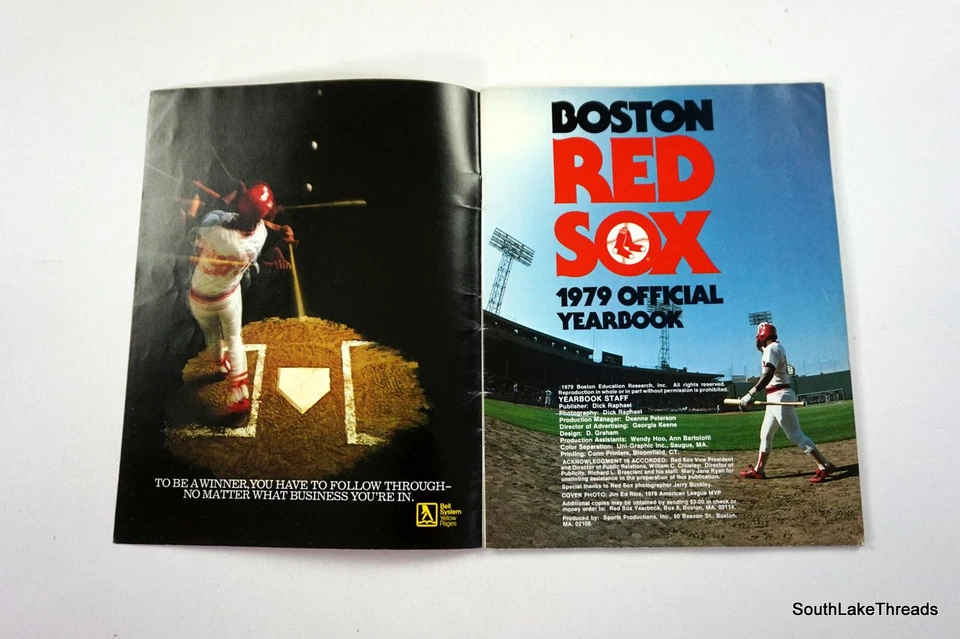 TO BE A WINNER, YOU HAVE TO FOLLOW THROUGH—
NO MATTER WHAT BUSINESS YOU'RE IN.
Bell
System
Yellow
Pages
BOSTON
RED
SOX
1979 OFFICIAL
YEARBOOK
1979 Boston Education Research, Inc. All rights reserved.
Reproduction in whole or in part without permission is prohibited.
YEARBOOK STAFF
Publisher: Dick Raphael
Photography: Dick Raphael
Production Manager: Deanne Peterson
Director of Advertising: Georgia Keene
Design: D. Graham
Production Assistants: Wendy Hoo, Ann Bartolotti
Color Separation: Uni-Graphic Inc., Saugus, MA.
Printing: Conn Printers, Bloomfield, CT.
ACKNOWLEDGMENT IS ACCORDED: Red Sox Vice President
and Director of Public Relations, William C. Crowley; Director of
Publicity, Richard L. Bresciani and his staff; Mary Jane Ryan for
unstinting assistance in the preparation of this publication.
Special thanks to Red Sox photographer Jerry Buckley.
COVER PHOTO: Jim Ed Rice, 1978 American League MVP
Additional copies may be obtained by sending $3.00 in check or
money order to: Red Sox Yearbook, Box 8, Boston, MA. 02114.
Produced by: Sports Productions, Inc., 50 Beacon St., Boston,
MA. 02108.
SouthLakeThreads